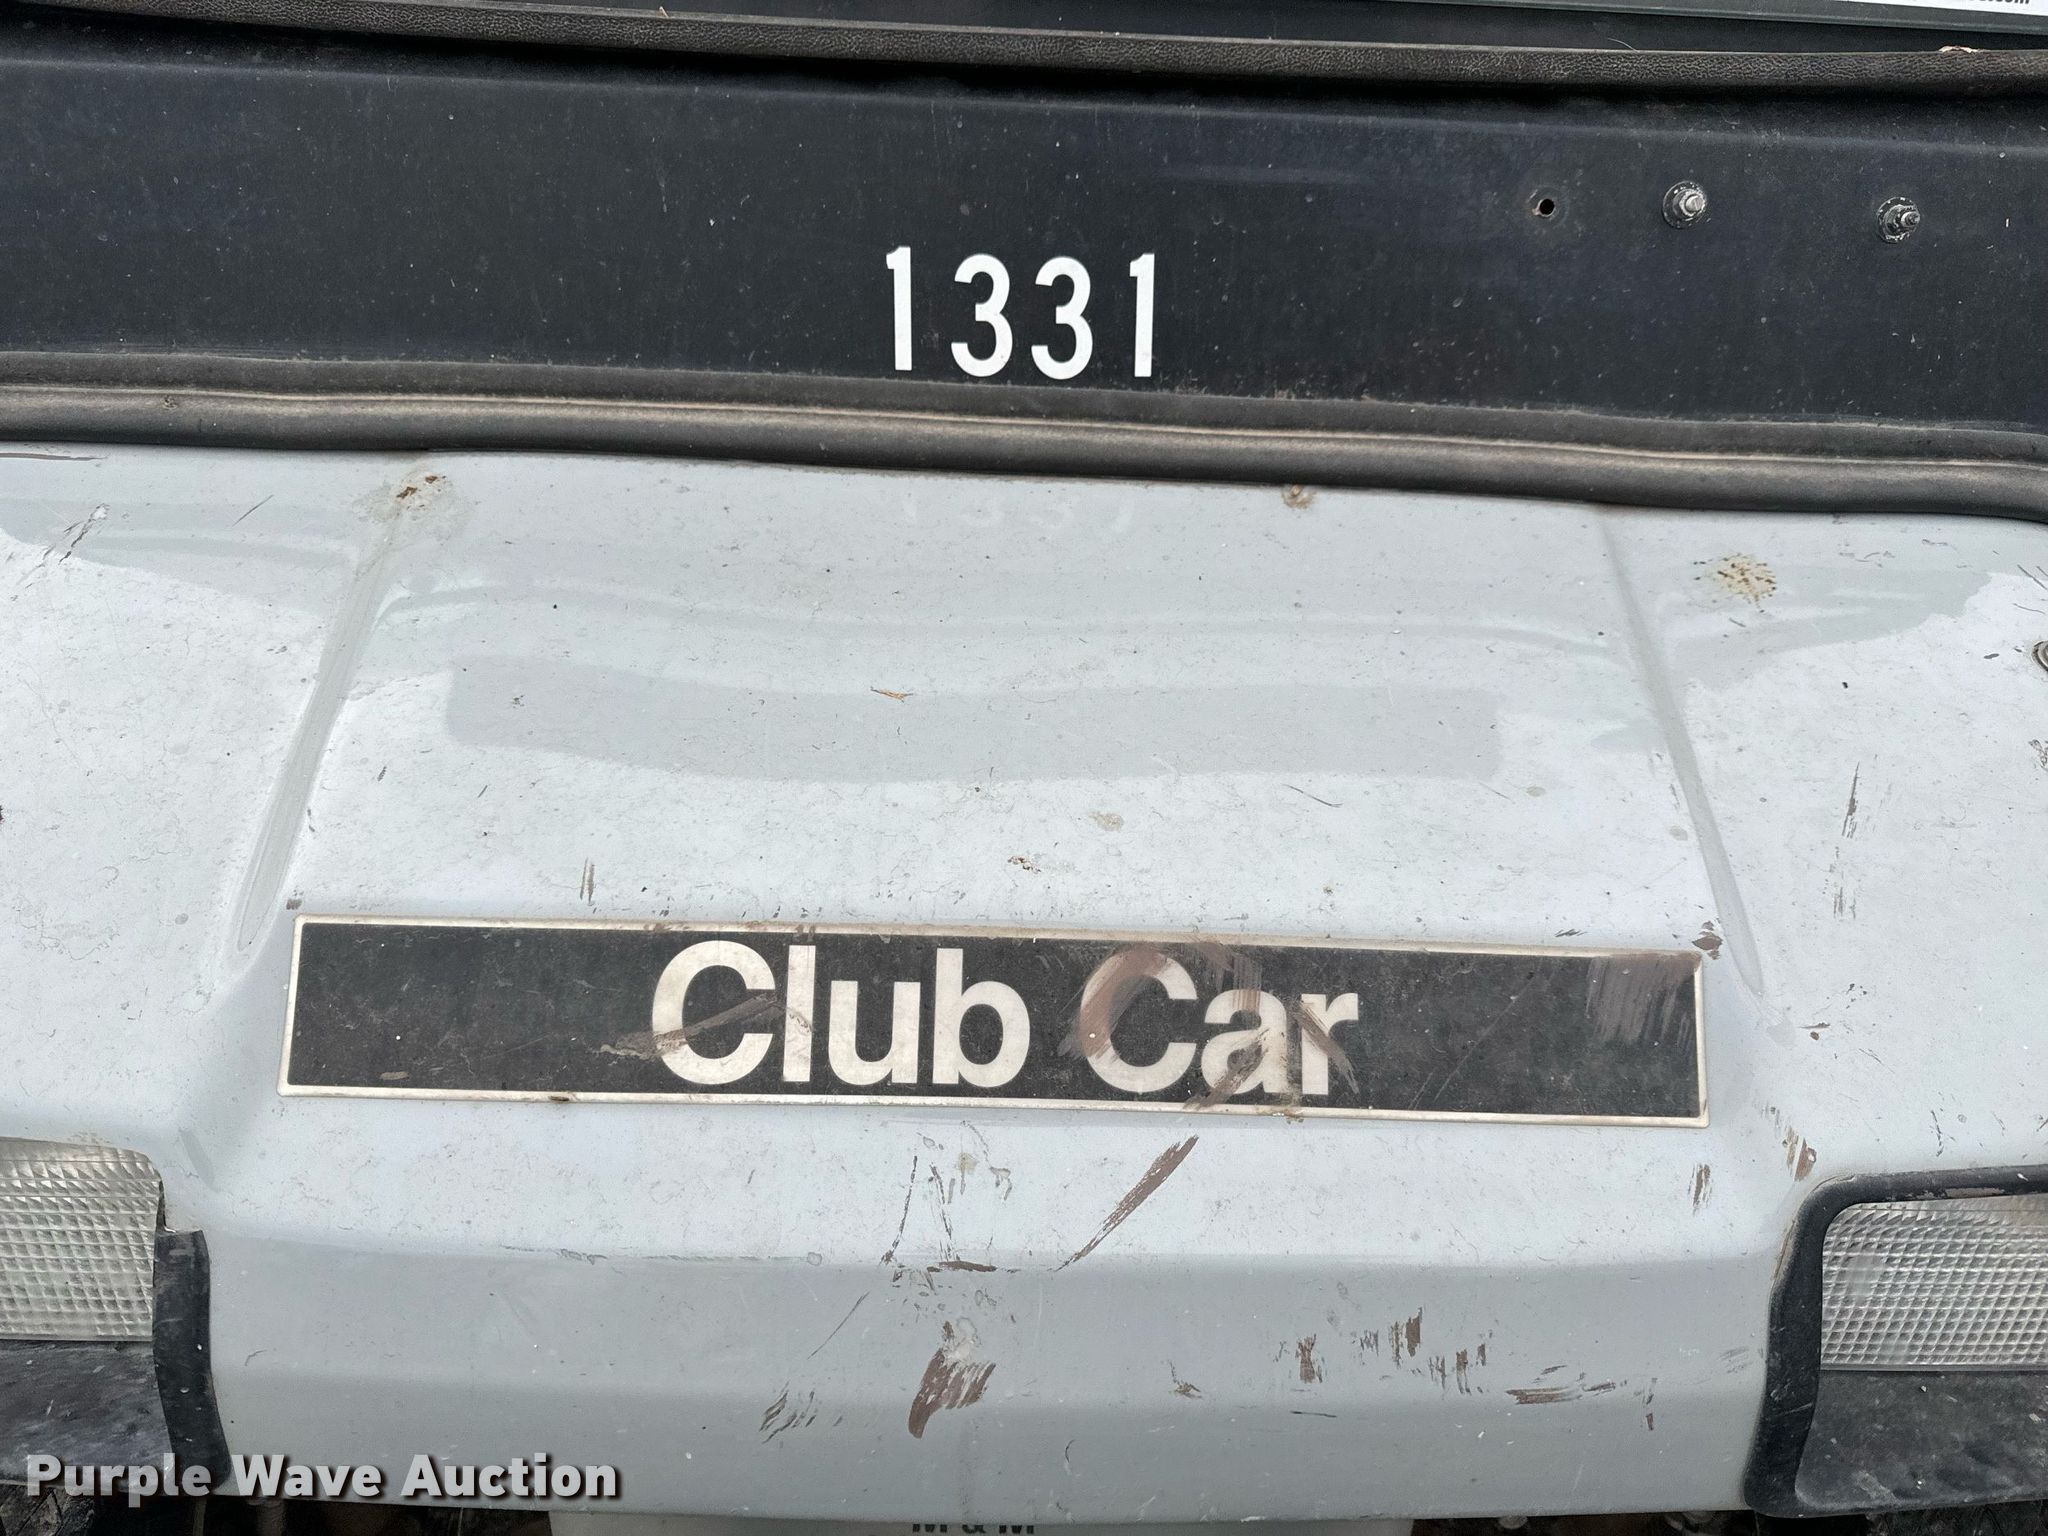 1331
Club Car
Purple Wave Auction
M & M